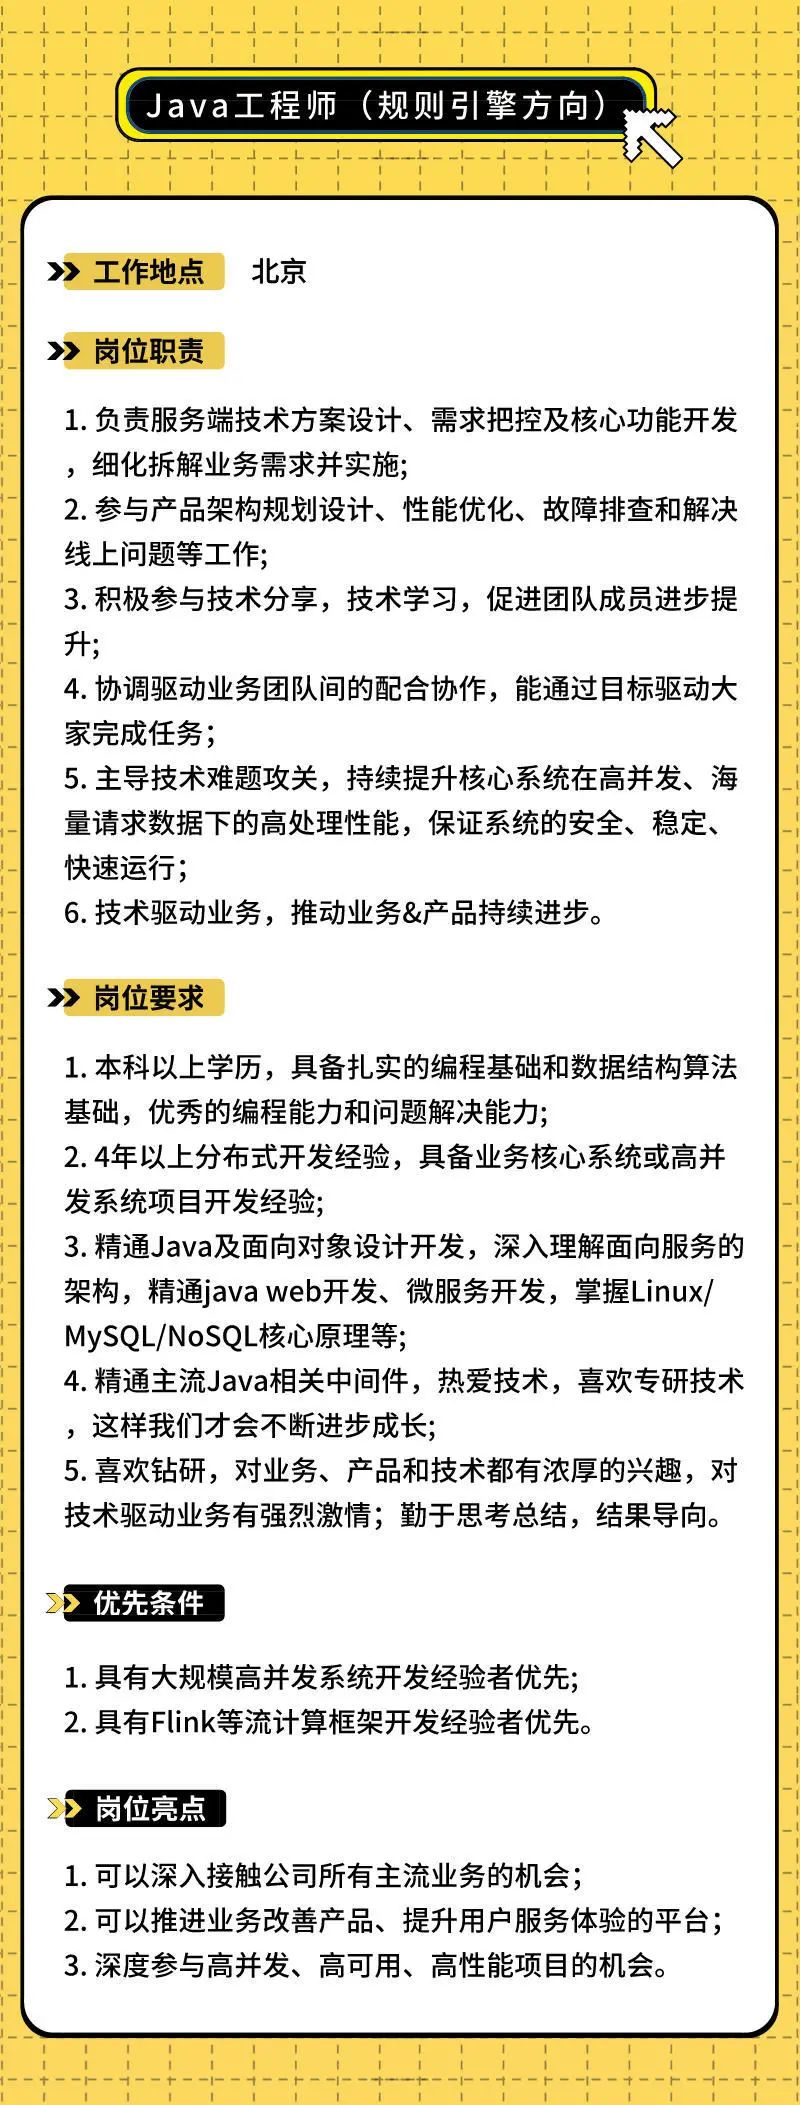 Java工程师（规则引擎方向）
工作地点 北京
岗位职责
1. 负责服务端技术方案设计、需求把控及核心功能开发
，细化拆解业务需求并实施;
2. 参与产品架构规划设计、性能优化、故障排查和解决
线上问题等工作;
3. 积极参与技术分享，技术学习，促进团队成员进步提
升;
4. 协调驱动业务团队间的配合协作，能通过目标驱动大
家完成任务；
5. 主导技术难题攻关，持续提升核心系统在高并发、海
量请求数据下的高处理性能，保证系统的安全、稳定、
快速运行；
6. 技术驱动业务，推动业务&产品持续进步。
岗位要求
1. 本科以上学历，具备扎实的编程基础和数据结构算法
基础，优秀的编程能力和问题解决能力;
2. 4年以上分布式开发经验，具备业务核心系统或高并
发系统项目开发经验;
3. 精通Java及面向对象设计开发，深入理解面向服务的
架构，精通java web开发、微服务开发，掌握Linux/
MySQL/NoSQL核心原理等;
4. 精通主流Java相关中间件，热爱技术，喜欢专研技术
，这样我们才会不断进步成长;
5. 喜欢钻研，对业务、产品和技术都有浓厚的兴趣，对
技术驱动业务有强烈激情；勤于思考总结，结果导向。
优先条件
1. 具有大规模高并发系统开发经验者优先;
2. 具有Flink等流计算框架开发经验者优先。
岗位亮点
1. 可以深入接触公司所有主流业务的机会；
2. 可以推进业务改善产品、提升用户服务体验的平台；
3. 深度参与高并发、高可用、高性能项目的机会。